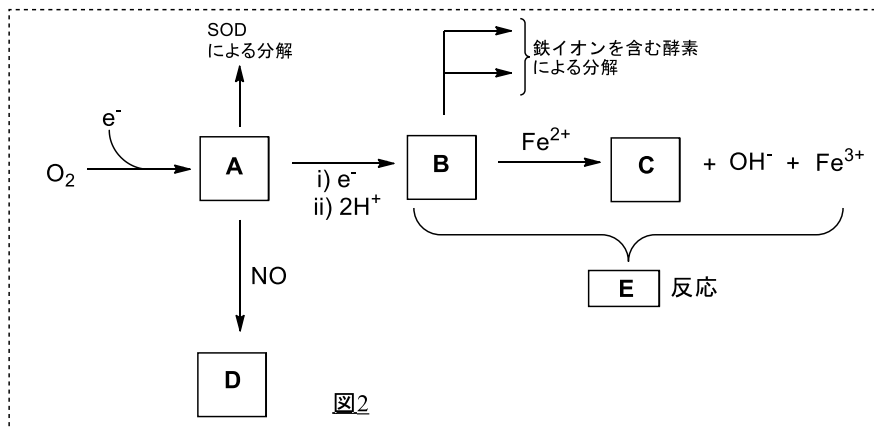 SOD
による分解
鉄イオンを含む酵素
による分解
e⁻
O₂
A
i) e⁻
ii) 2H⁺
B
Fe²⁺
C
+ OH⁻ + Fe³⁺
NO
E 反応
D
図2